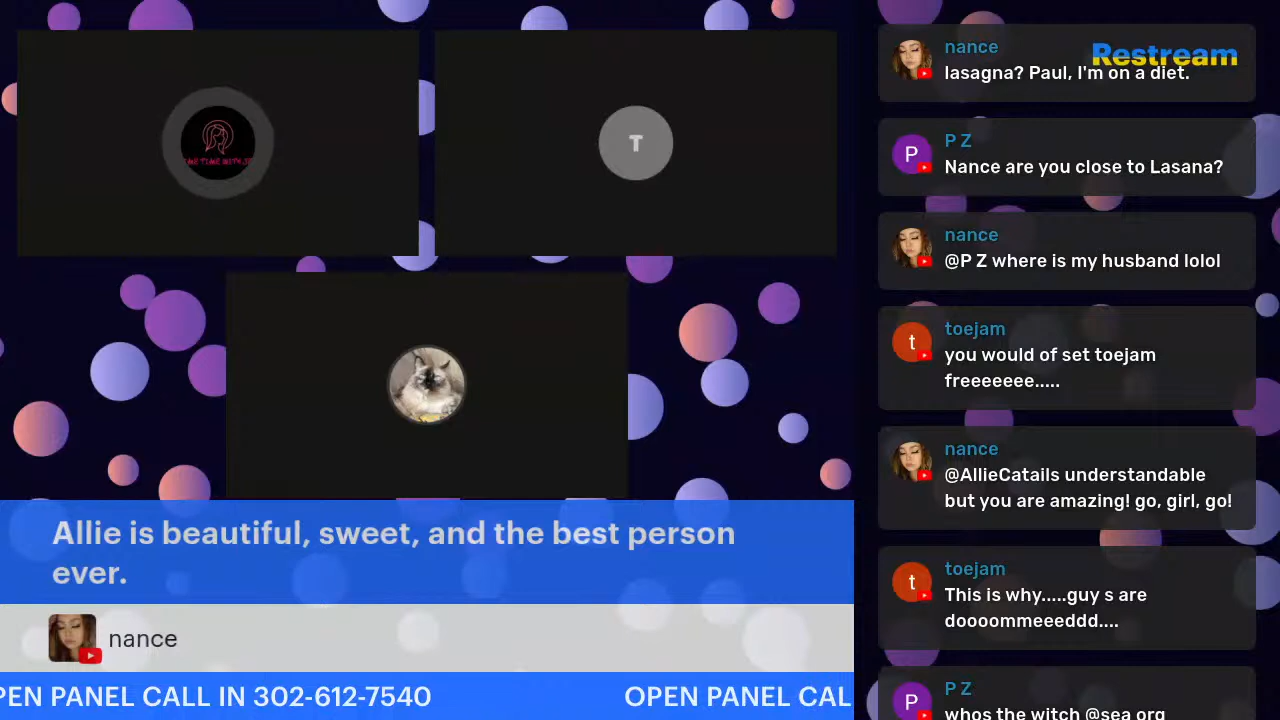 T
Allie is beautiful, sweet, and the best person
ever.
nance
PEN PANEL CALL IN 302-612-7540
OPEN PANEL CAL
Restream
nance
lasagna? Paul, I'm on a diet.
P
P Z
Nance are you close to Lasana?
nance
@P Z where is my husband lolol
t
toejam
you would of set toejam
freeeeeee.....
nance
@AllieCatails understandable
but you are amazing! go, girl, go!
t
toejam
This is why.....guy s are
doooommeeeddd....
P
P Z
whos the witch @sea org